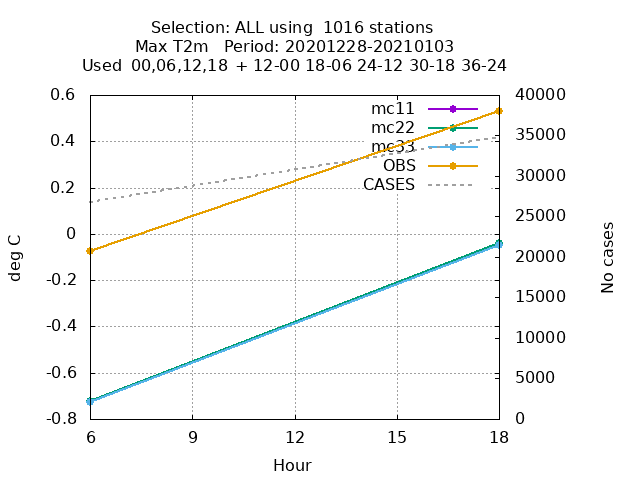 Selection: ALL using  1016 stations
Max T2m   Period: 20201228-20210103
Used  00,06,12,18 + 12-00 18-06 24-12 30-18 36-24
0.6
0.4
0.2
0
-0.2
-0.4
-0.6
-0.8
deg C
mc11
mc22
mc33
OBS
CASES
40000
35000
30000
25000
20000
15000
10000
5000
0
No cases
6 9 12 15 18
Hour